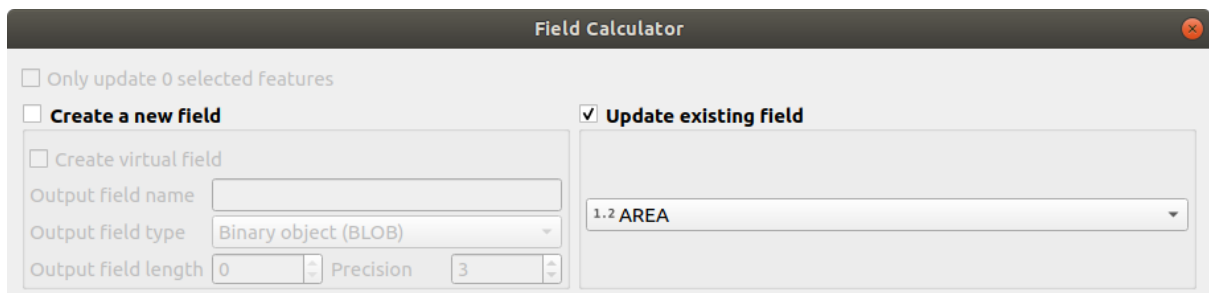 Field Calculator
Only update 0 selected features
Create a new field
Update existing field
Create virtual field
Output field name
1.2 AREA
Output field type Binary object (BLOB)
Output field length 0 Precision 3